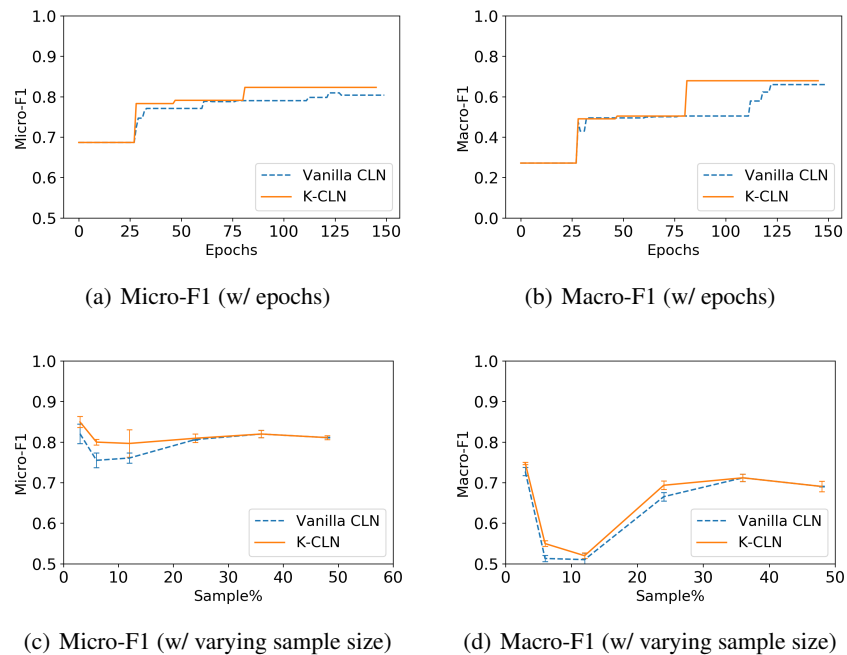 1.0
0.9
0.8
0.7
0.6
0.5
Micro-F1
0 25 50 75 100 125 150
Epochs
Vanilla CLN
K-CLN
(a) Micro-F1 (w/ epochs)
1.0
0.8
0.6
0.4
0.2
0.0
Macro-F1
0 25 50 75 100 125 150
Epochs
Vanilla CLN
K-CLN
(b) Macro-F1 (w/ epochs)
1.0
0.9
0.8
0.7
0.6
0.5
Micro-F1
0 10 20 30 40 50 60
Sample%
Vanilla CLN
K-CLN
(c) Micro-F1 (w/ varying sample size)
1.0
0.9
0.8
0.7
0.6
0.5
Macro-F1
0 10 20 30 40 50
Sample%
Vanilla CLN
K-CLN
(d) Macro-F1 (w/ varying sample size)